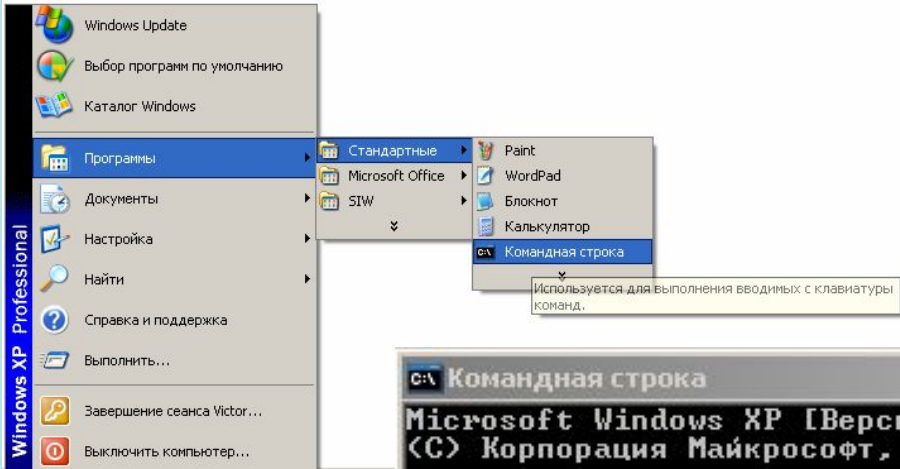 Windows Update
Выбор программ по умолчанию
Каталог Windows
Программы
Документы
Настройка
Найти
Справка и поддержка
Выполнить...
Завершение сеанса Victor...
Выключить компьютер...
Windows XP Professional
Стандартные
Microsoft Office
SIW
Paint
WordPad
Блокнот
Калькулятор
Командная строка
Используется для выполнения вводимых с клавиатуры
команд.
Командная строка
Microsoft Windows XP [Верс
(C) Корпорация Майкрософт,